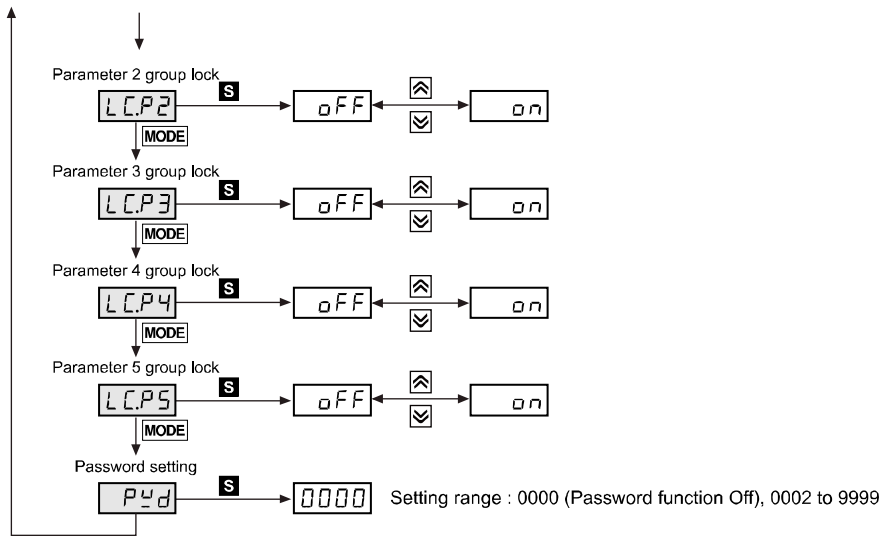 Parameter 2 group lock
LC.P2 S oFF on
MODE
Parameter 3 group lock
LC.P3 S oFF on
MODE
Parameter 4 group lock
LC.P4 S oFF on
MODE
Parameter 5 group lock
LC.P5 S oFF on
MODE
Password setting
PWd S 0000 Setting range : 0000 (Password function Off), 0002 to 9999